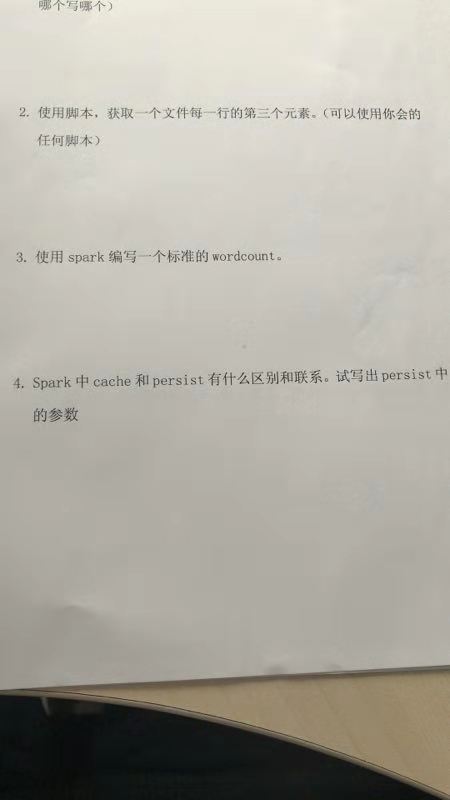 哪个写哪个）
2. 使用脚本，获取一个文件每一行的第三个元素。（可以使用你会的
任何脚本）
3. 使用 spark 编写一个标准的 wordcount。
4. Spark 中 cache 和 persist 有什么区别和联系。试写出 persist 中
的参数